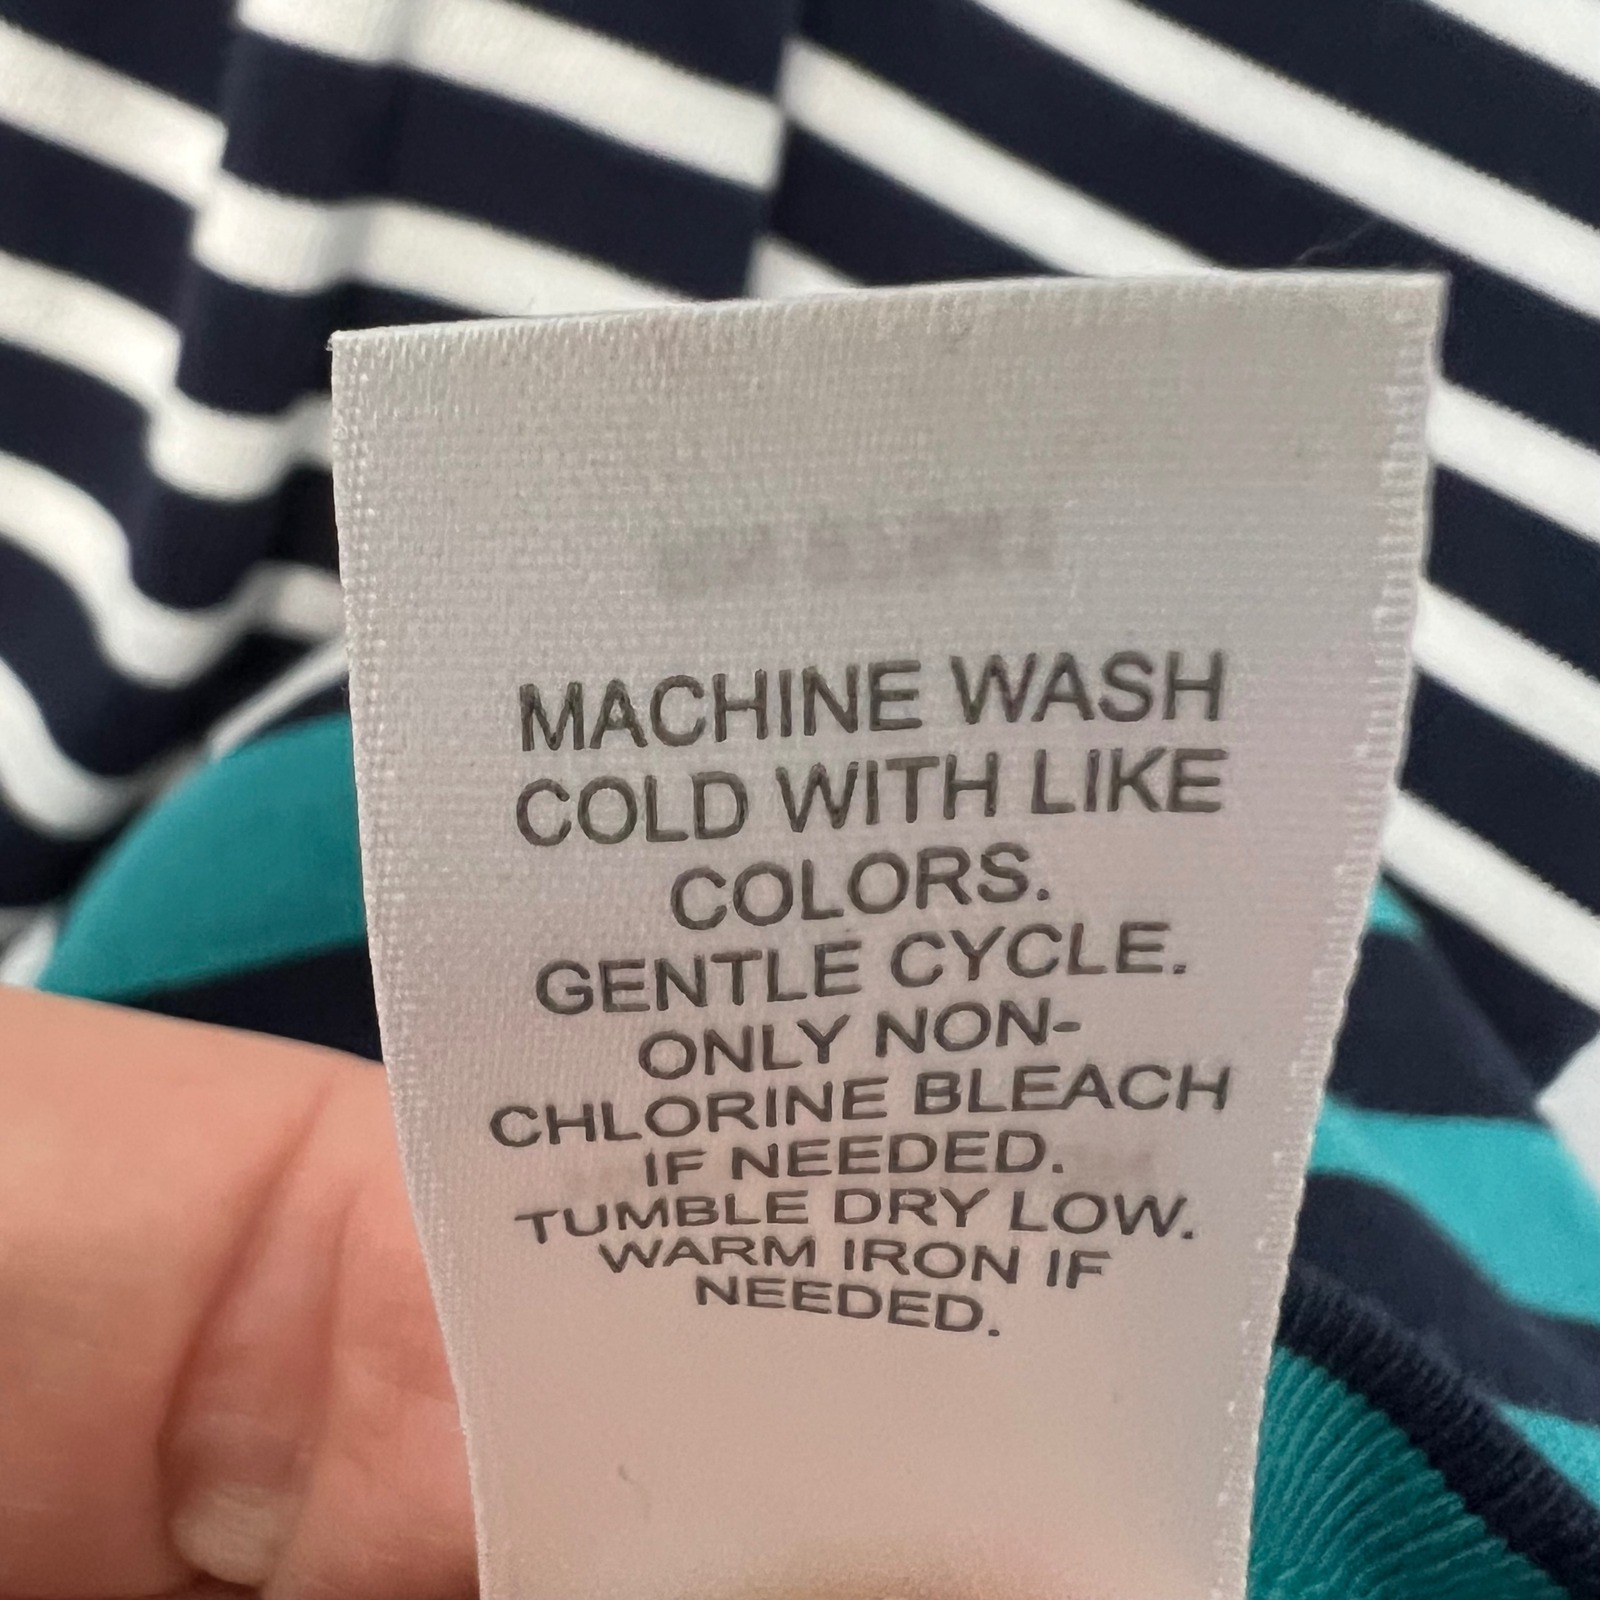 MACHINE WASH
COLD WITH LIKE
COLORS.
GENTLE CYCLE.
ONLY NON-
CHLORINE BLEACH
IF NEEDED.
TUMBLE DRY LOW.
WARM IRON IF
NEEDED.